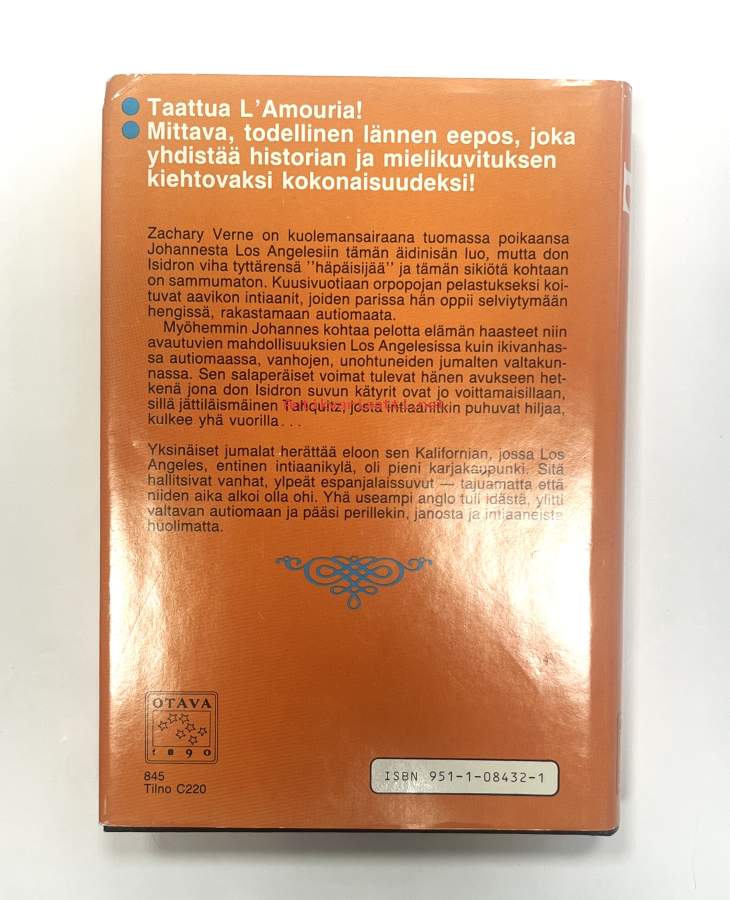 Taattua L'Amouria!
Mittava, todellinen lännen eepos, joka
yhdistää historian ja mielikuvituksen
kiehtovaksi kokonaisuudeksi!
Zachary Verne on kuolemansairaana tuomassa poikaansa
Johannesta Los Angelesiin tämän äidinisän luo, mutta don
Isidron viha tyttärensä ''häpäisijää'' ja tämän sikiötä kohtaan
on sammumaton. Kuusivuotiaan orpopojan pelastukseksi koi-
tuvat aavikon intiaanit, joiden parissa hän oppii selviytymään
hengissä, rakastamaan autiomaata.
Myöhemmin Johannes kohtaa pelotta elämän haasteet niin
avautuvien mahdollisuuksien Los Angelesissa kuin ikivanhas-
sa autiomaassa, vanhojen, unohtuneiden jumalten valtakun-
nassa. Sen salaperäiset voimat tulevat hänen avukseen het-
kenä jona don Isidron suvun kätyrit ovat jo voittamaisillaan,
sillä jättiläismäinen Tahquitz, josta intiaanitkin puhuvat hiljaa,
kulkee yhä vuorilla...
Yksinäiset jumalat herättää eloon sen Kalifornian, jossa Los
Angeles, entinen intiaanikylä, oli pieni karjakaupunki. Sitä
hallitsivat vanhat, ylpeät espanjalaissuvut — tajuamatta että
niiden aika alkoi olla ohi. Yhä useampi anglo tuli idästä, ylitti
valtavan autiomaan ja pääsi perillekin, janosta ja intiaaneista
huolimatta.
OTAVA
1890
845
Tilno C220
ISBN 951-1-08432-1